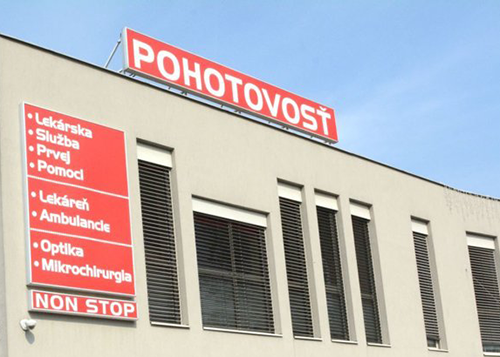 POHOTOVOSŤ
• Lekárska
• Služba
• Prvej
• Pomoci
• Lekáreň
• Ambulancie
• Optika
• Mikrochirurgia
NON STOP